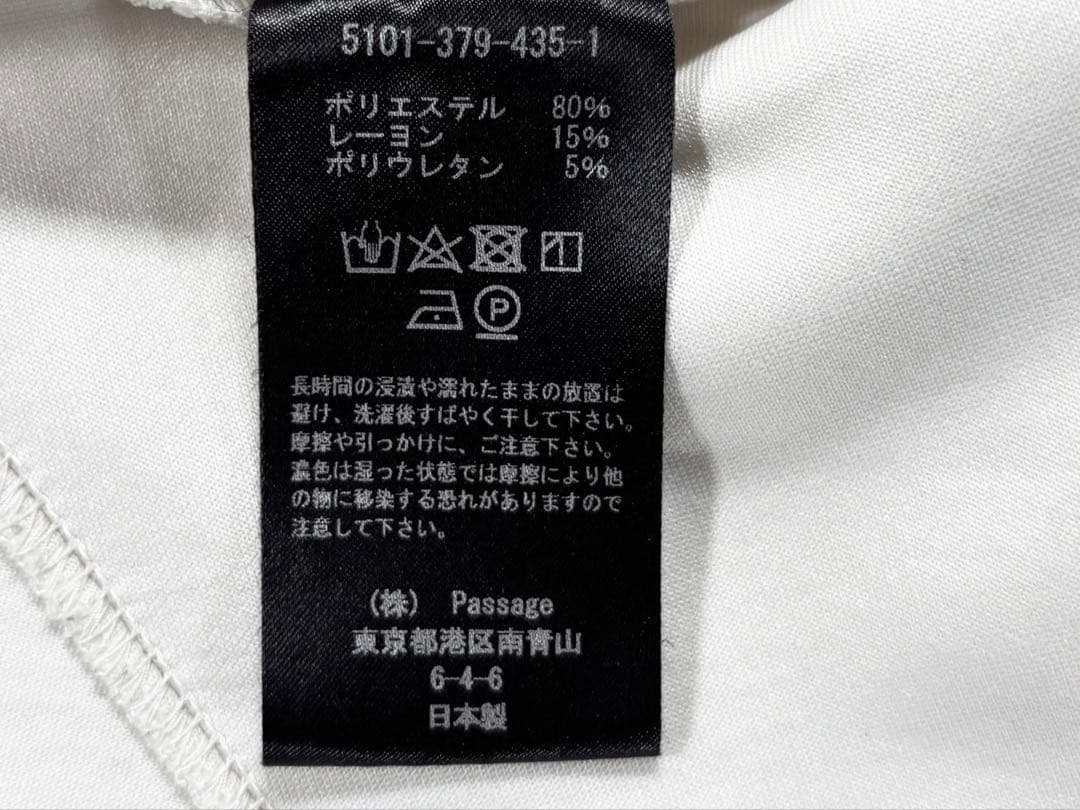 5101-379-435-1
ポリエステル 80%
レーヨン 15%
ポリウレタン 5%
P
長時間の浸漬や濡れたままの放置は
避け、洗濯後すばやく干して下さい。
摩擦や引っかけに、ご注意下さい。
濃色は湿った状態では摩擦により他
の物に移染する恐れがありますので
注意して下さい。
(株) Passage
東京都港区南青山
6-4-6
日本製